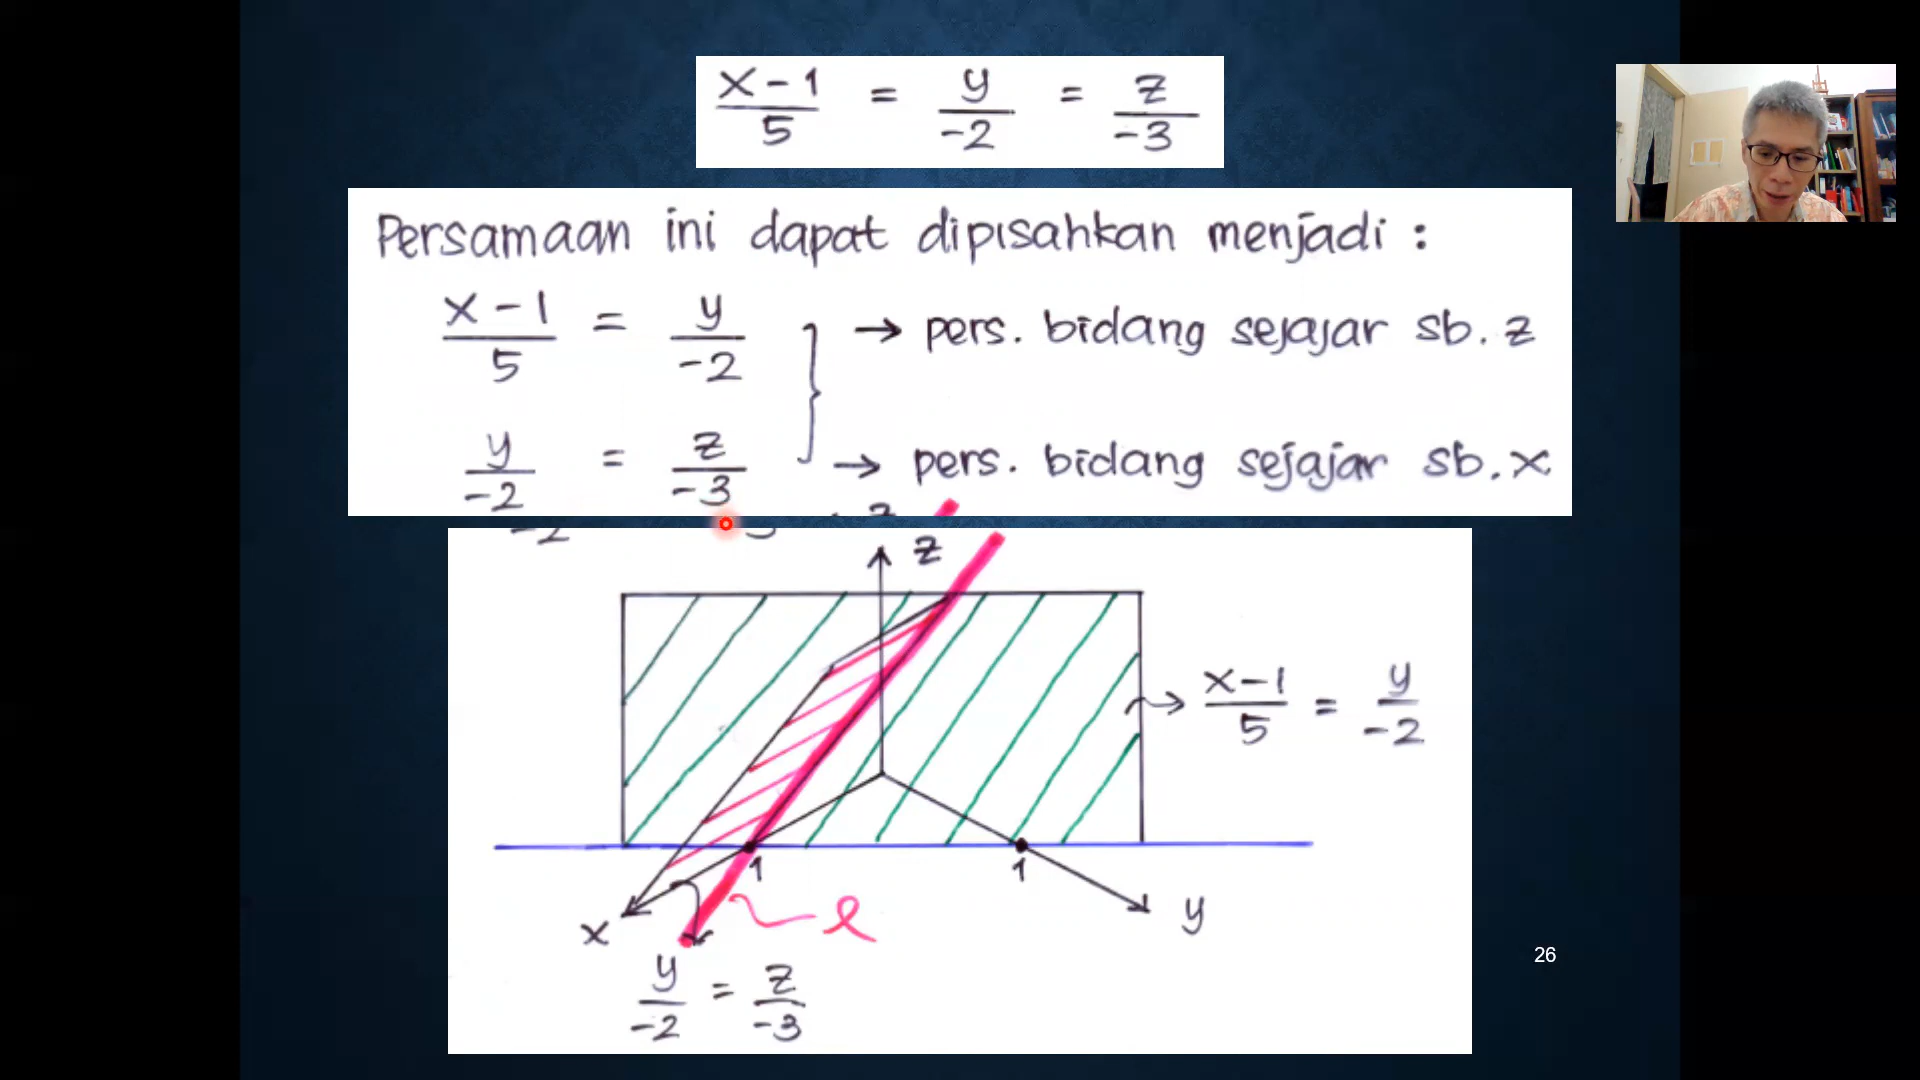 x-1/5 = y/-2 = z/-3
Persamaan ini dapat dipisahkan menjadi :
x-1/5 = y/-2 } → pers. bidang sejajar sb. z
y/-2 = z/-3 → pers. bidang sejajar sb. x
z
x-1/5 = y/-2
1
1
x
l
y
y/-2 = z/-3
26